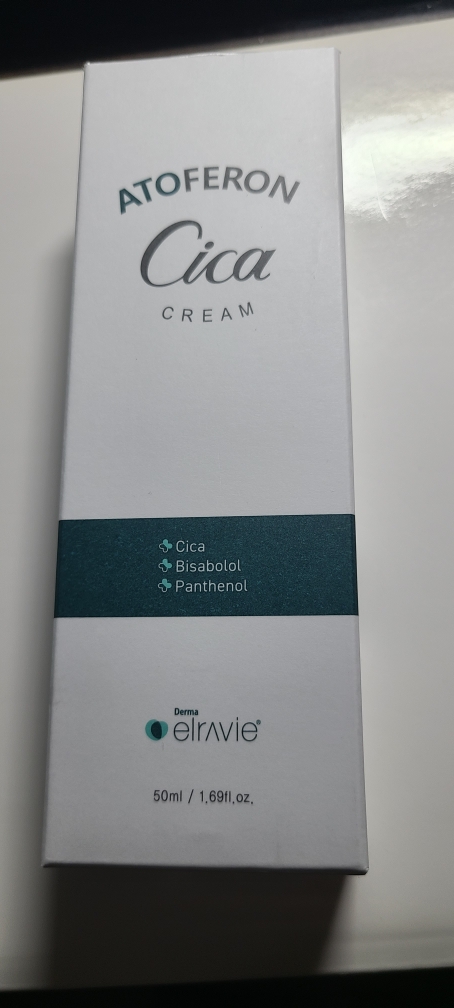 ATOFERON
Cica
CREAM
Cica
Bisabolol
Panthenol
Derma
elravie®
50ml / 1.69fl.oz.